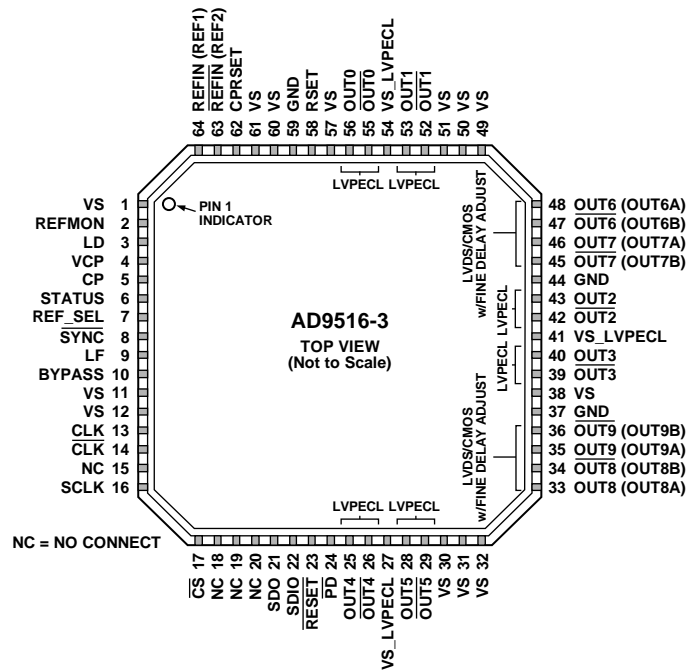 64 REFIN (REF1)
63 REFIN (REF2)
62 CPRSET
61 VS
60 VS
59 GND
58 RSET
57 VS
56 OUT0
55 OUT0
54 VS_LVPECL
53 OUT1
52 OUT1
51 VS
50 VS
49 VS
LVPECL LVPECL
VS 1
REFMON 2
LD 3
VCP 4
CP 5
STATUS 6
REF_SEL 7
SYNC 8
LF 9
BYPASS 10
VS 11
VS 12
CLK 13
CLK 14
NC 15
SCLK 16
PIN 1
INDICATOR
AD9516-3
TOP VIEW
(Not to Scale)
LVDS/CMOS
w/FINE DELAY ADJUST
LVPECL
LVPECL
LVDS/CMOS
w/FINE DELAY ADJUST
48 OUT6 (OUT6A)
47 OUT6 (OUT6B)
46 OUT7 (OUT7A)
45 OUT7 (OUT7B)
44 GND
43 OUT2
42 OUT2
41 VS_LVPECL
40 OUT3
39 OUT3
38 VS
37 GND
36 OUT9 (OUT9B)
35 OUT9 (OUT9A)
34 OUT8 (OUT8B)
33 OUT8 (OUT8A)
LVPECL LVPECL
NC = NO CONNECT
CS 17
NC 18
NC 19
NC 20
SDO 21
SDIO 22
RESET 23
PD 24
OUT4 25
OUT4 26
VS_LVPECL 27
OUT5 28
OUT5 29
VS 30
VS 31
VS 32